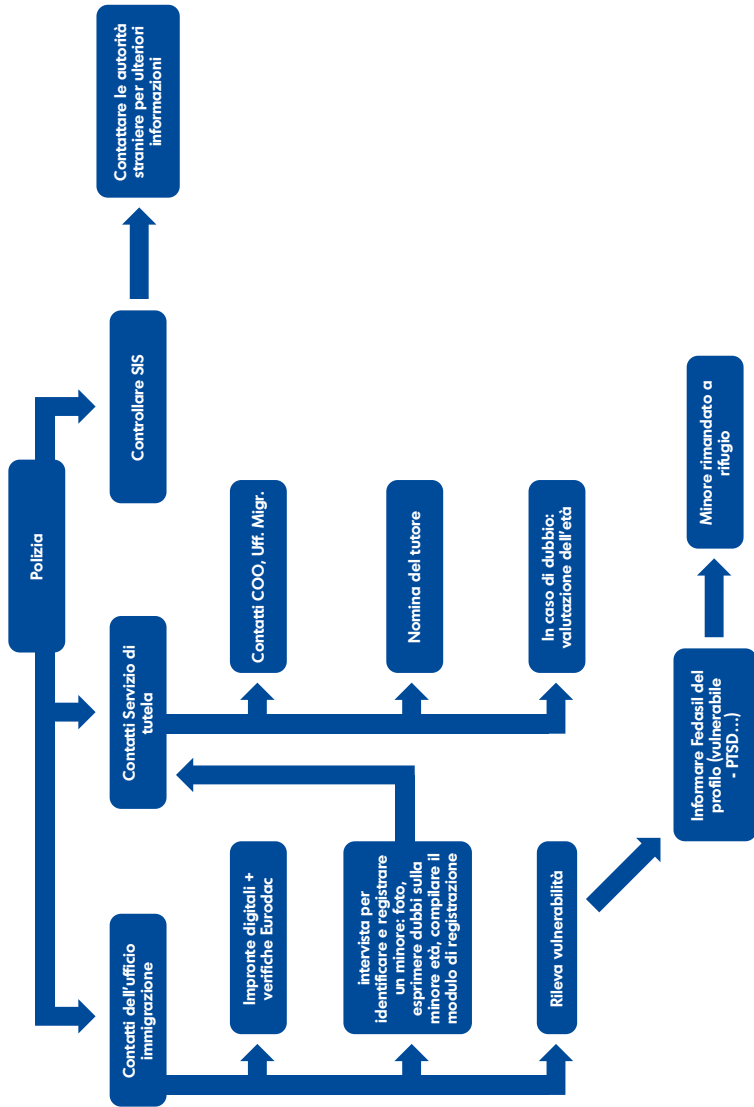 Polizia
Contatti dell'ufficio
immigrazione
Contatti Servizio di
tutela
Controllare SIS
Contattare le autorità
straniere per ulteriori
informazioni
Impronte digitali +
verifiche Eurodac
intervista per
identificare e registrare
un minore: foto,
esprimere dubbi sulla
minore età, compilare il
modulo di registrazione
Rileva vulnerabilità
Contatti COO, Uff. Migr.
Nomina del tutore
In caso di dubbio:
valutazione dell'età
Informare Fedasil del
profilo (vulnerabile
- PTSD...)
Minore rimandato a
rifugio